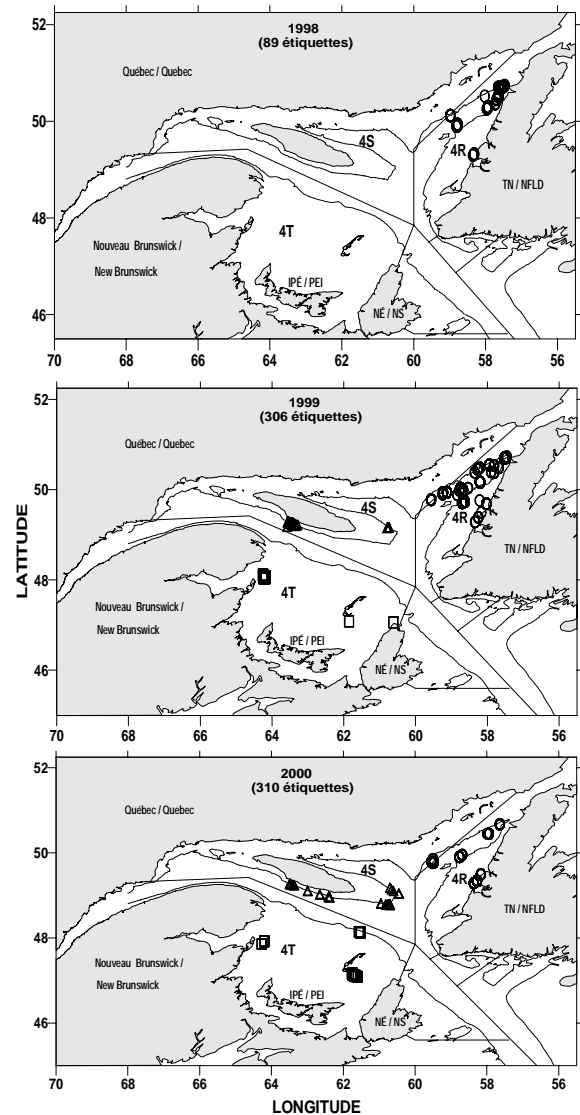 1998
(89 étiquettes)
Québec / Quebec
52
50
48
46
4S
4R
4T
TN / NFLD
Nouveau Brunswick /
New Brunswick
IPÉ / PEI
NÉ / NS
70 68 66 64 62 60 58 56
1999
(306 étiquettes)
Québec / Quebec
52
50
48
46
4S
4R
4T
TN / NFLD
Nouveau Brunswick /
New Brunswick
IPÉ / PEI
NÉ / NS
70 68 66 64 62 60 58 56
LATITUDE
2000
(310 étiquettes)
Québec / Quebec
52
50
48
46
4S
4R
4T
TN / NFLD
Nouveau Brunswick /
New Brunswick
IPÉ / PEI
NÉ / NS
70 68 66 64 62 60 58 56
LONGITUDE